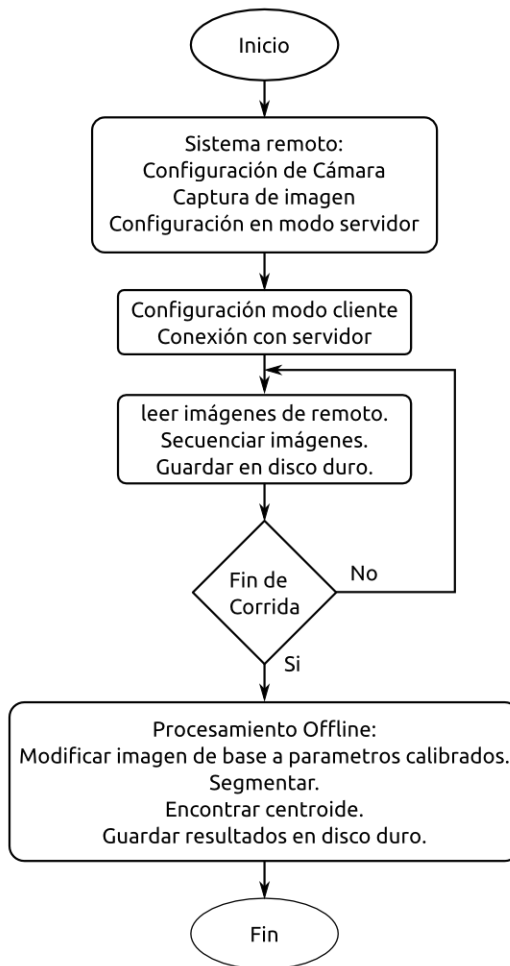 Inicio
Sistema remoto:
Configuración de Cámara
Captura de imagen
Configuración en modo servidor
Configuración modo cliente
Conexión con servidor
leer imágenes de remoto.
Secuenciar imágenes.
Guardar en disco duro.
Fin de
Corrida
No
Si
Procesamiento Offline:
Modificar imagen de base a parametros calibrados.
Segmentar.
Encontrar centroide.
Guardar resultados en disco duro.
Fin